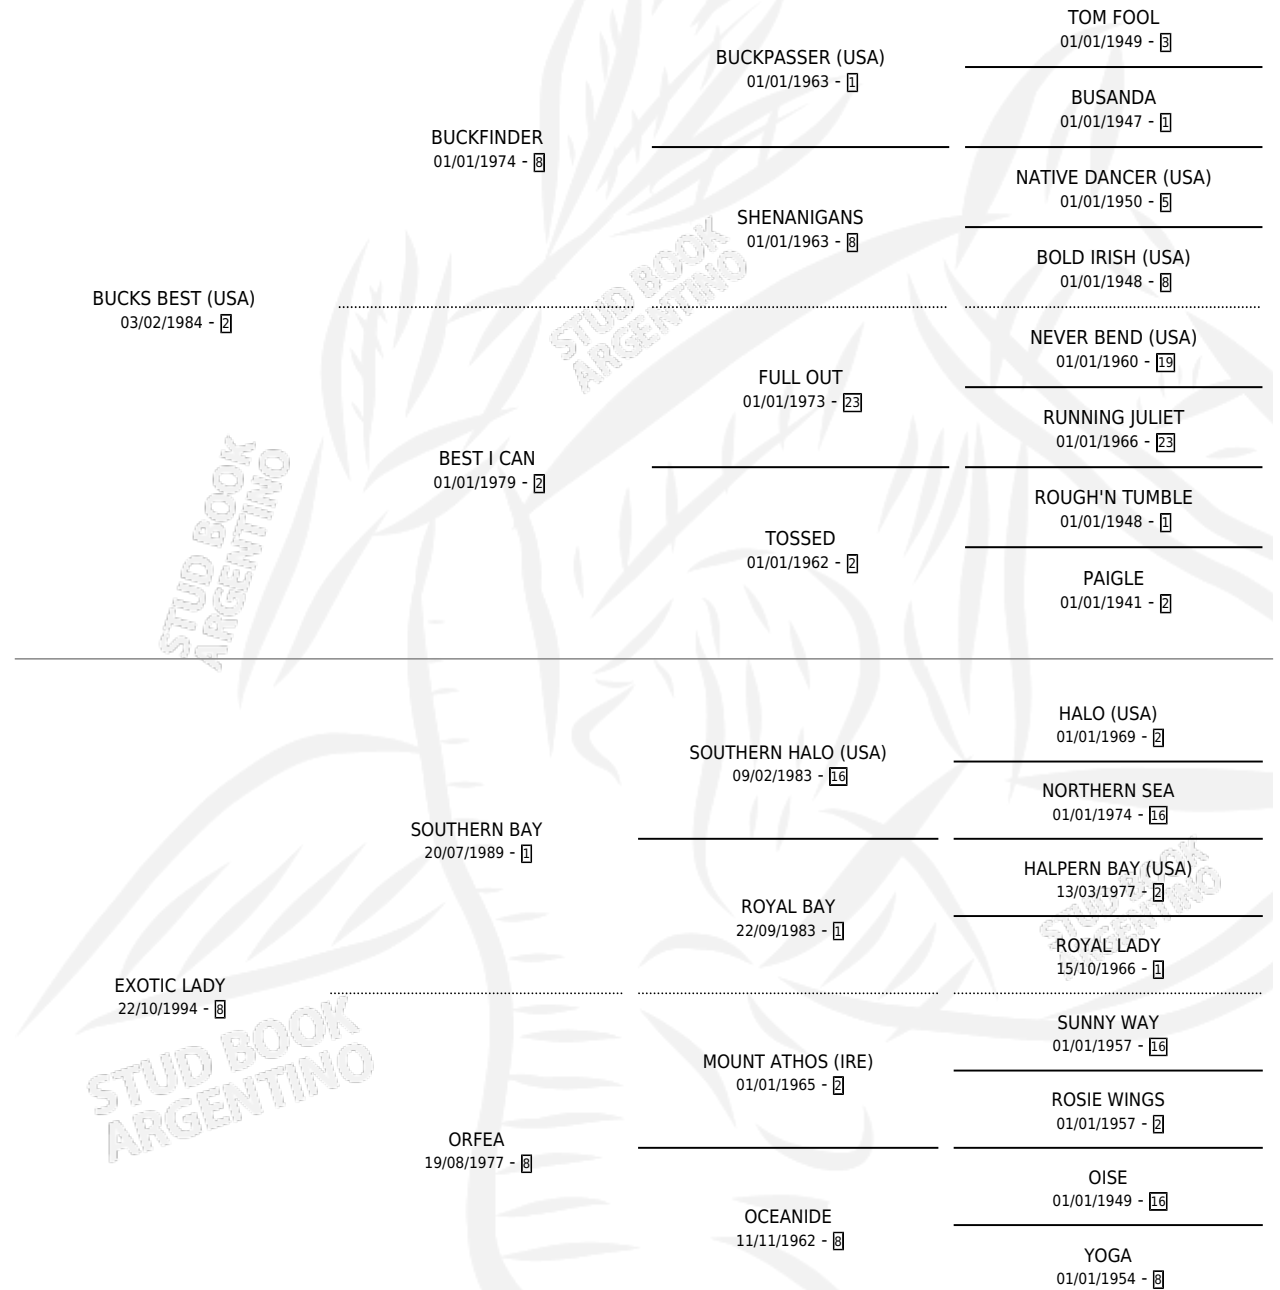 TOM FOOL
01/01/1949 - 3
BUCKPASSER (USA)
01/01/1963 - 1
BUSANDA
01/01/1947 - 1
BUCKFINDER
01/01/1974 - 8
NATIVE DANCER (USA)
01/01/1950 - 5
SHENANIGANS
01/01/1963 - 8
BOLD IRISH (USA)
01/01/1948 - 8
BUCKS BEST (USA)
03/02/1984 - 2
STUD BOOK
ARGENTINO
NEVER BEND (USA)
01/01/1960 - 19
FULL OUT
01/01/1973 - 23
RUNNING JULIET
01/01/1966 - 23
BEST I CAN
01/01/1979 - 2
ROUGH'N TUMBLE
01/01/1948 - 1
TOSSED
01/01/1962 - 2
PAIGLE
01/01/1941 - 2
STUD BOOK
ARGENTINO
HALO (USA)
01/01/1969 - 2
SOUTHERN HALO (USA)
09/02/1983 - 16
NORTHERN SEA
01/01/1974 - 16
SOUTHERN BAY
20/07/1989 - 1
HALPERN BAY (USA)
13/03/1977 - 2
ROYAL BAY
22/09/1983 - 1
ROYAL LADY
15/10/1966 - 1
STUD BOOK
ARGENTINO
EXOTIC LADY
22/10/1994 - 8
STUD BOOK
ARGENTINO
SUNNY WAY
01/01/1957 - 16
MOUNT ATHOS (IRE)
01/01/1965 - 2
ROSIE WINGS
01/01/1957 - 2
ORFEA
19/08/1977 - 8
OISE
01/01/1949 - 16
OCEANIDE
11/11/1962 - 8
YOGA
01/01/1954 - 8